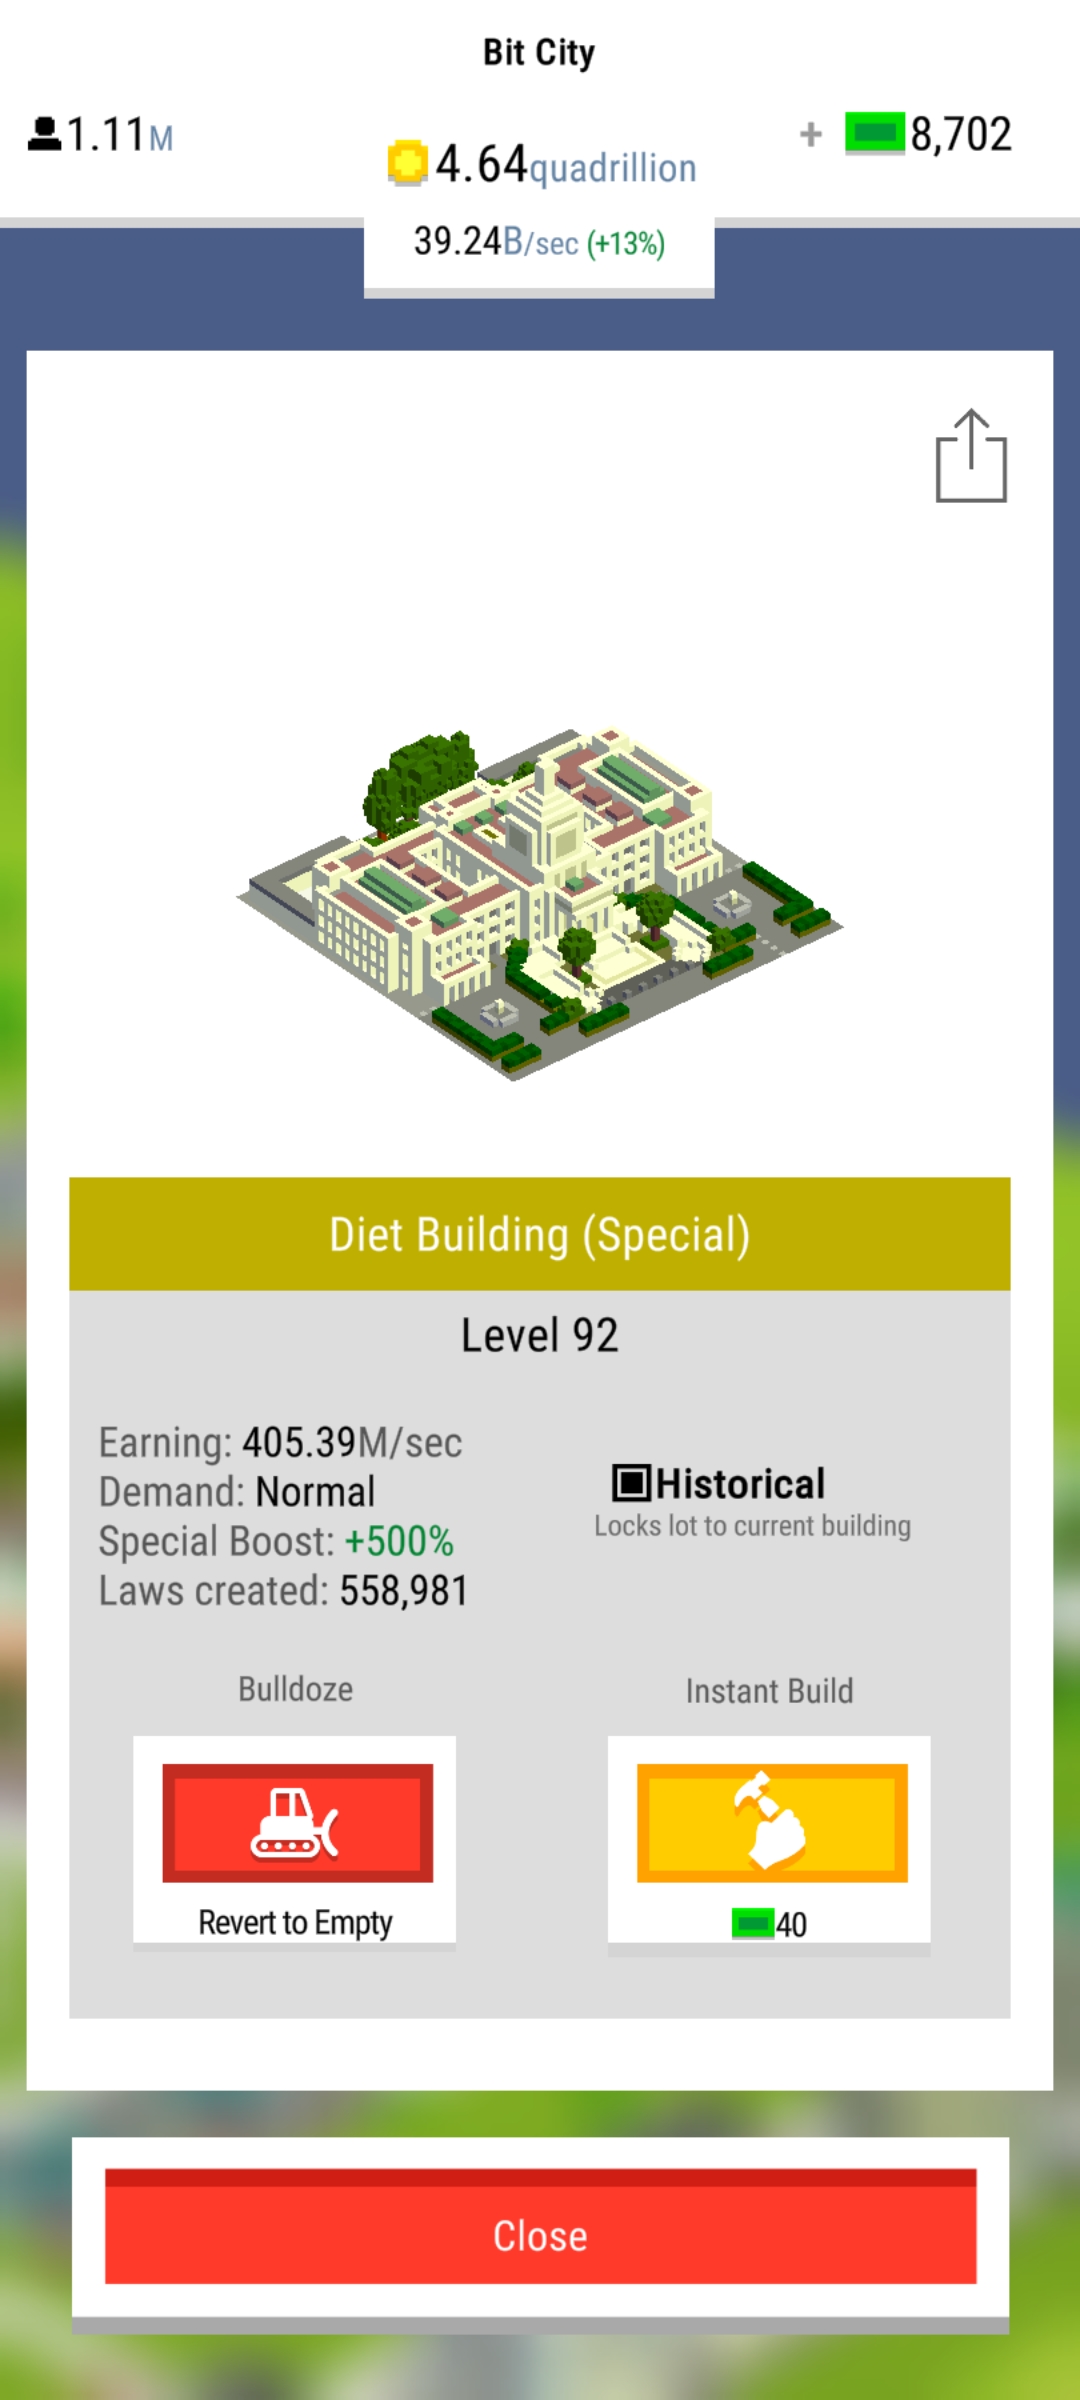 Bit City
1.11M
4.64quadrillion
+ 8,702
39.24B/sec (+13%)
Diet Building (Special)
Level 92
Earning: 405.39M/sec
Demand: Normal
Special Boost: +500%
Laws created: 558,981
Historical
Locks lot to current building
Bulldoze
Revert to Empty
Instant Build
40
Close